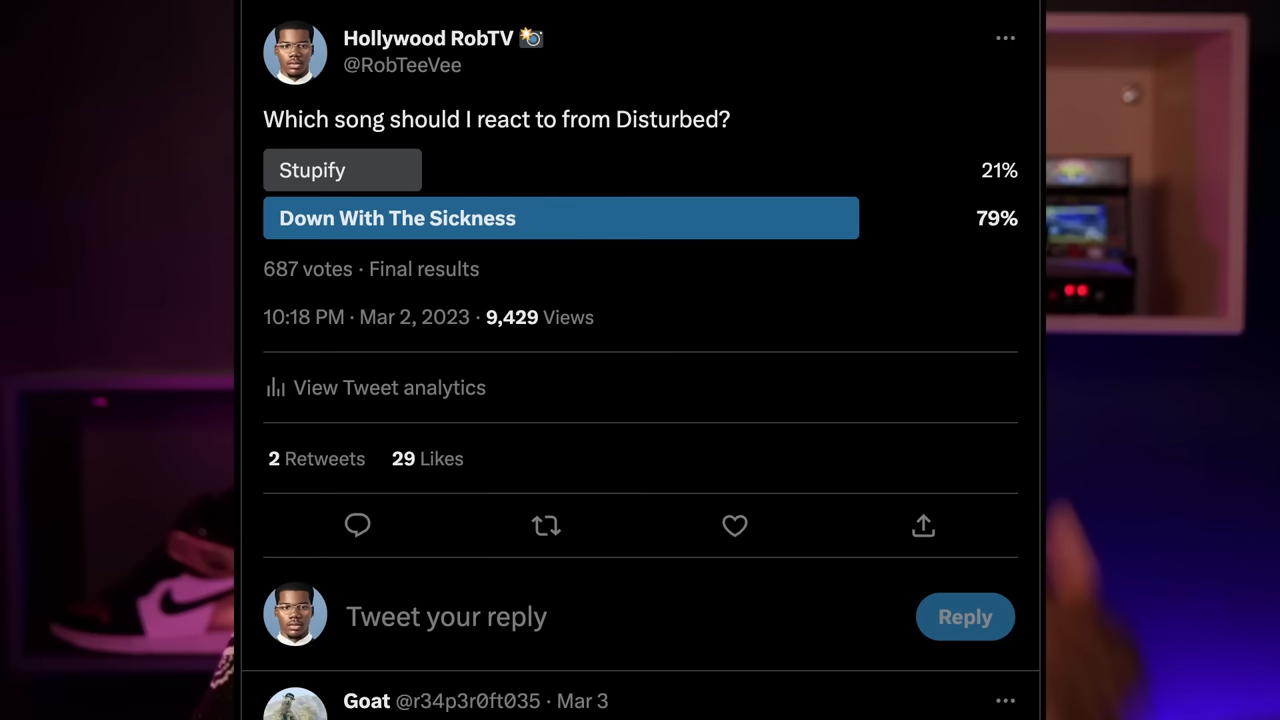 Hollywood RobTV 📸
@RobTeeVee
Which song should I react to from Disturbed?
Stupify 21%
Down With The Sickness 79%
687 votes · Final results
10:18 PM · Mar 2, 2023 · 9,429 Views
View Tweet analytics
2 Retweets 29 Likes
Tweet your reply Reply
Goat @r34p3r0ft035 · Mar 3